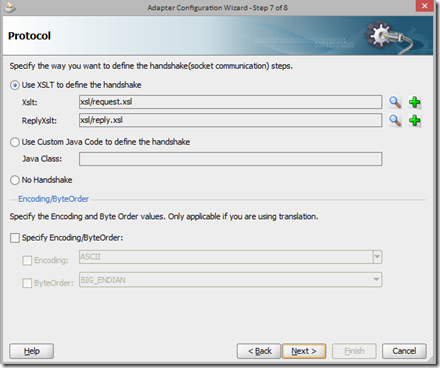 Adapter Configuration Wizard - Step 7 of 8
Protocol
Specify the way you want to define the handshake(socket communication) steps.
Use XSLT to define the handshake
Xslt: xsl/request.xsl
ReplyXslt: xsl/reply.xsl
Use Custom Java Code to define the handshake
Java Class:
No Handshake
Encoding/ByteOrder
Specify the Encoding and Byte Order values. Only applicable if you are using translation.
Specify Encoding/ByteOrder:
Encoding: ASCII
ByteOrder: BIG_ENDIAN
Help < Back Next > Finish Cancel